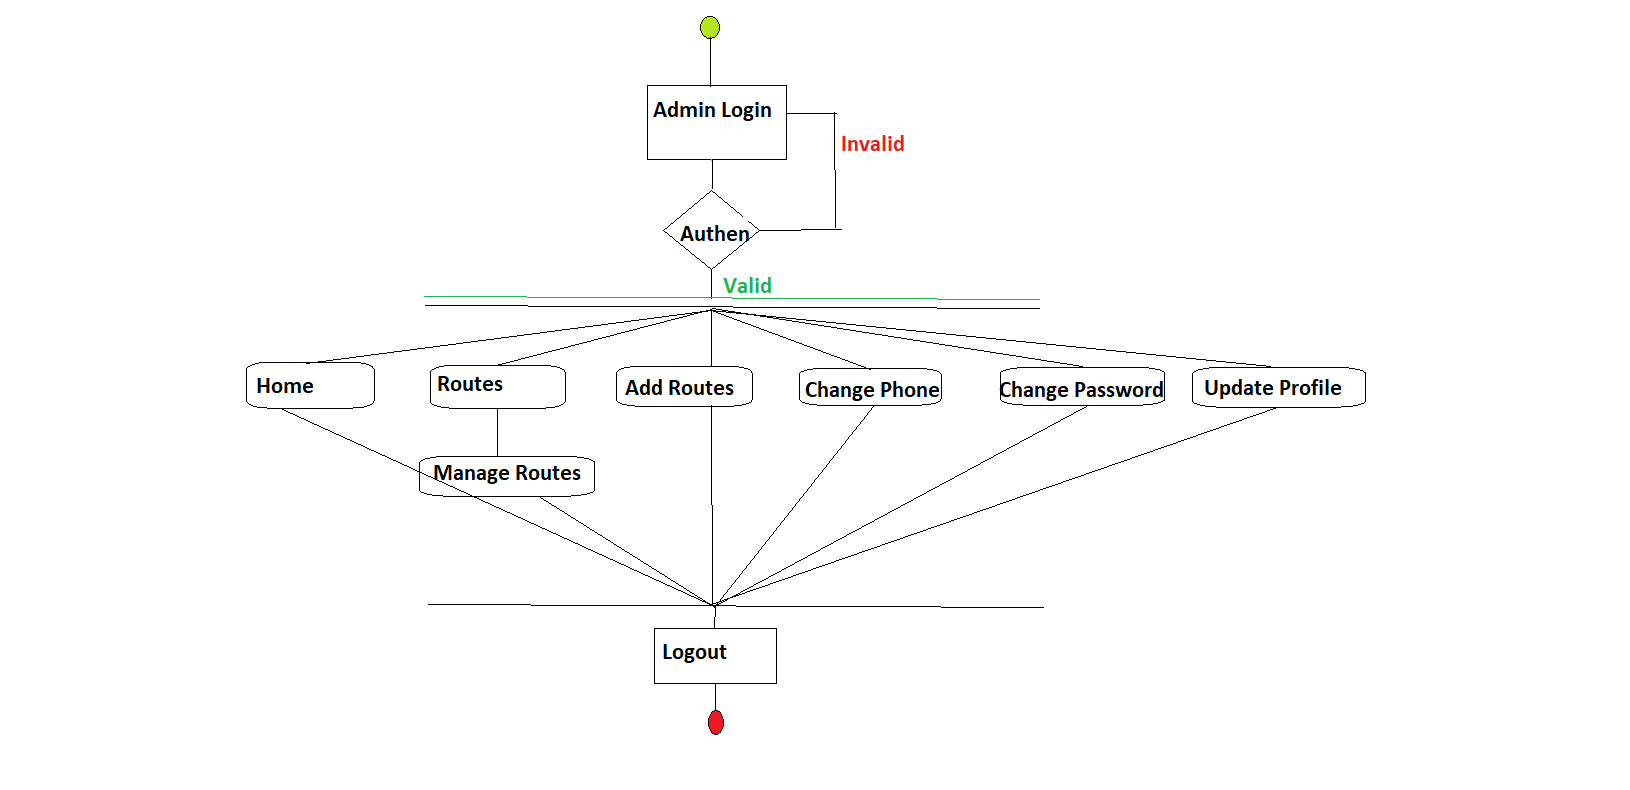 Admin Login
Invalid
Authen
Valid
Home
Routes
Add Routes
Change Phone
Change Password
Update Profile
Manage Routes
Logout